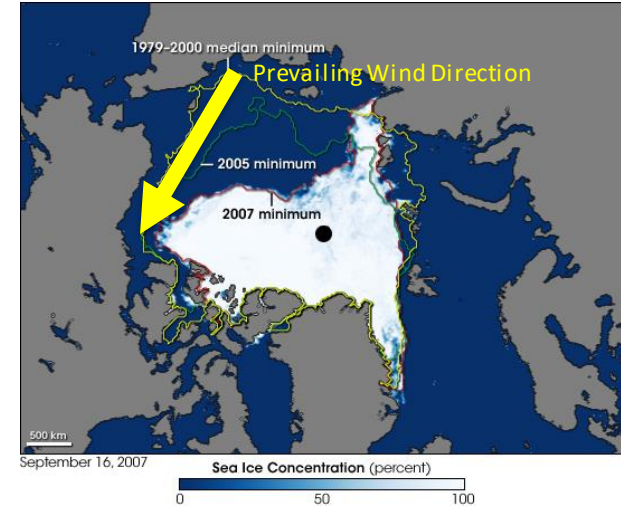 1979–2000 median minimum
Prevailing Wind Direction
2005 minimum
2007 minimum
500 km
September 16, 2007
Sea Ice Concentration (percent)
0 50 100